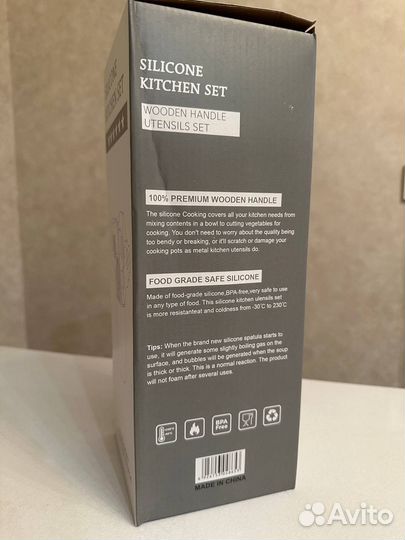 SILICONE
KITCHEN SET
WOODEN HANDLE
UTENSILS SET
100% PREMIUM WOODEN HANDLE
The silicone Cooking covers all your kitchen needs from
mixing contents in a bowl to cutting vegetables for
cooking. You don't need to worry about the quality being
too bendy or breaking, or it'll scratch or damage your
cooking pots as metal kitchen utensils do.
FOOD GRADE SAFE SILICONE
Made of food-grade silicone,BPA-free,very safe to use
in any type of food. This silicone kitchen utensils set
is more resistanteat and coldness from -30℃ to 230℃
Tips: When the brand new silicone spatula starts to
use, it will generate some slightly boiling gas on the
surface, and bubbles will be generated when the soup
is thick or thick. This is a normal reaction. The product
will not foam after several uses.
BPA
Free
MADE IN CHINA
Avito